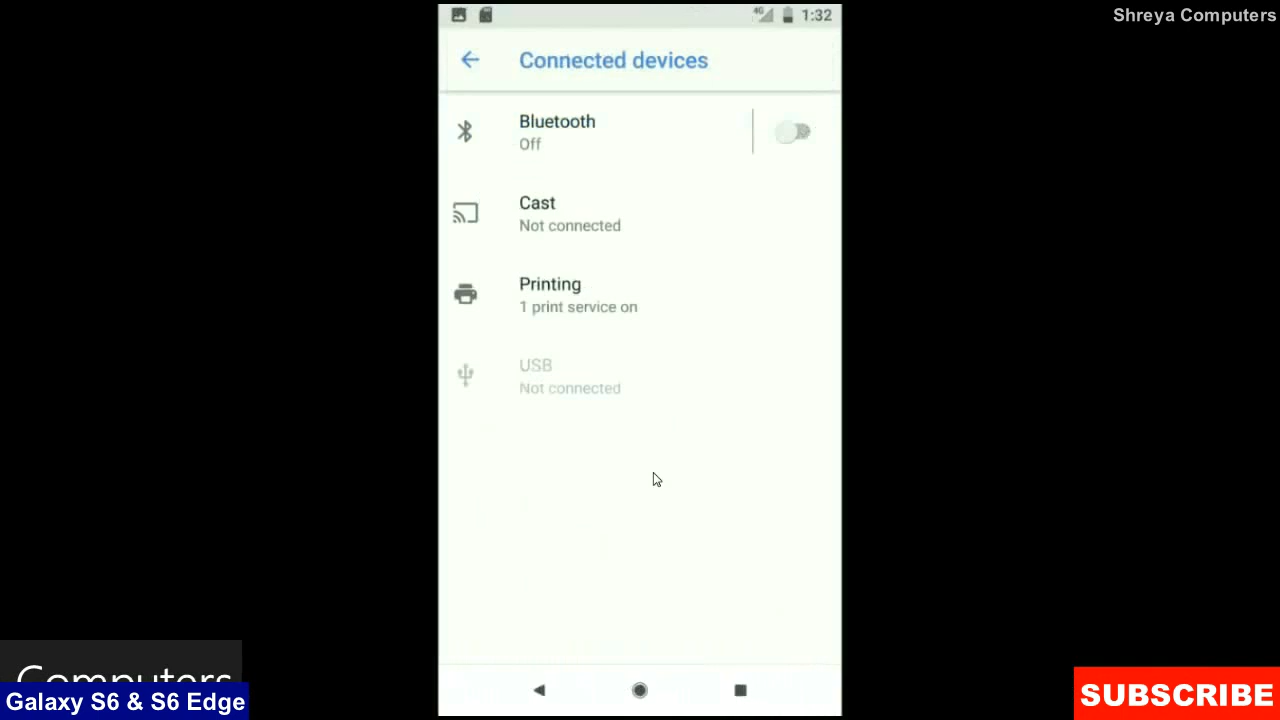 4G 1:32
Shreya Computers
Connected devices
Bluetooth
Off
Cast
Not connected
Printing
1 print service on
USB
Not connected
Computers
Galaxy S6 & S6 Edge
SUBSCRIBE